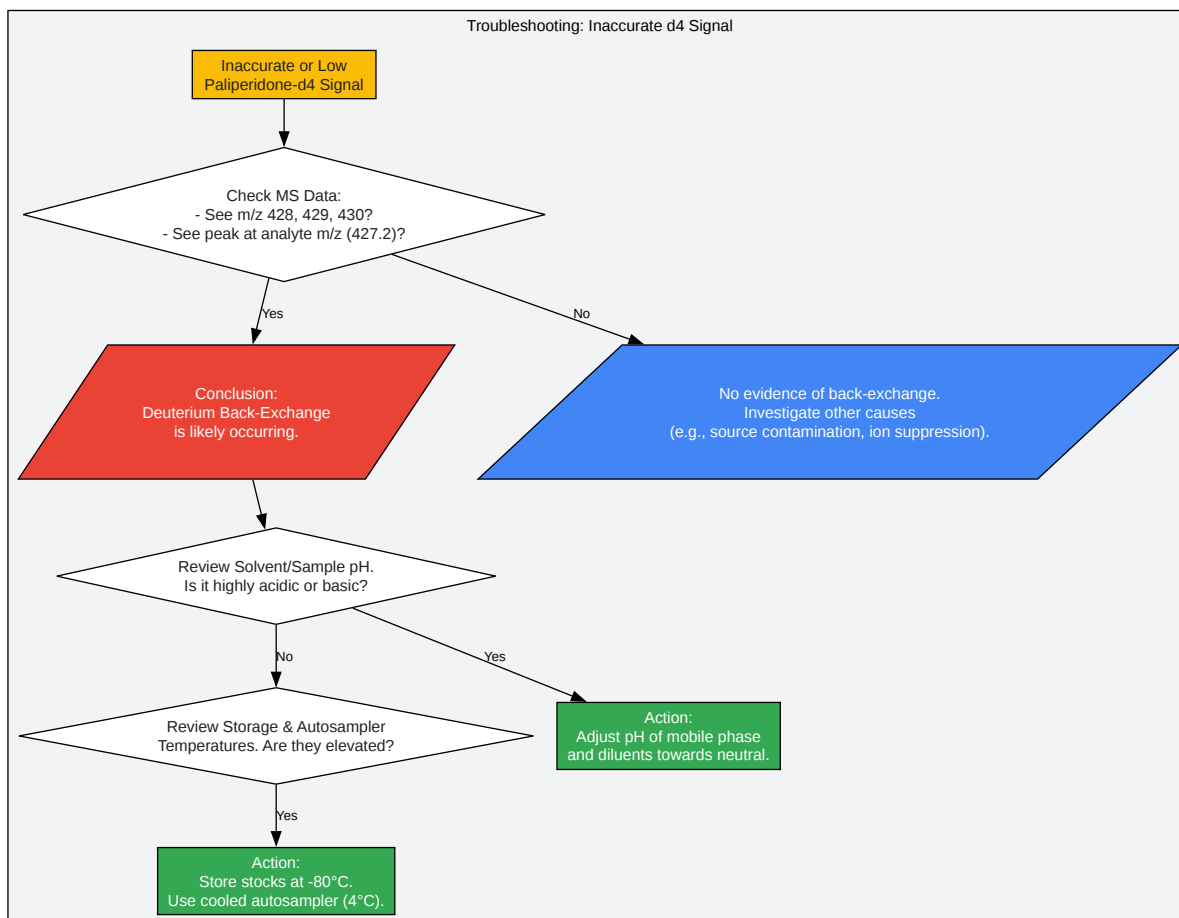 Troubleshooting: Inaccurate d4 Signal
Inaccurate or Low
Paliperidone-d4 Signal
Check MS Data:
- See m/z 428, 429, 430?
- See peak at analyte m/z (427.2)?
Yes
No
Conclusion:
Deuterium Back-Exchange
is likely occurring.
No evidence of back-exchange.
Investigate other causes
(e.g., source contamination, ion suppression).
Review Solvent/Sample pH.
Is it highly acidic or basic?
No
Yes
Review Storage & Autosampler
Temperatures. Are they elevated?
Action:
Adjust pH of mobile phase
and diluents towards neutral.
Yes
Action:
Store stocks at -80°C.
Use cooled autosampler (4°C).